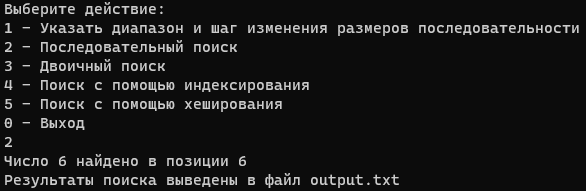 Выберите действие:
1 – Указать диапазон и шаг изменения размеров последовательности
2 – Последовательный поиск
3 – Двоичный поиск
4 – Поиск с помощью индексирования
5 – Поиск с помощью хеширования
0 – Выход
2
Число 6 найдено в позиции 6
Результаты поиска выведены в файл output.txt